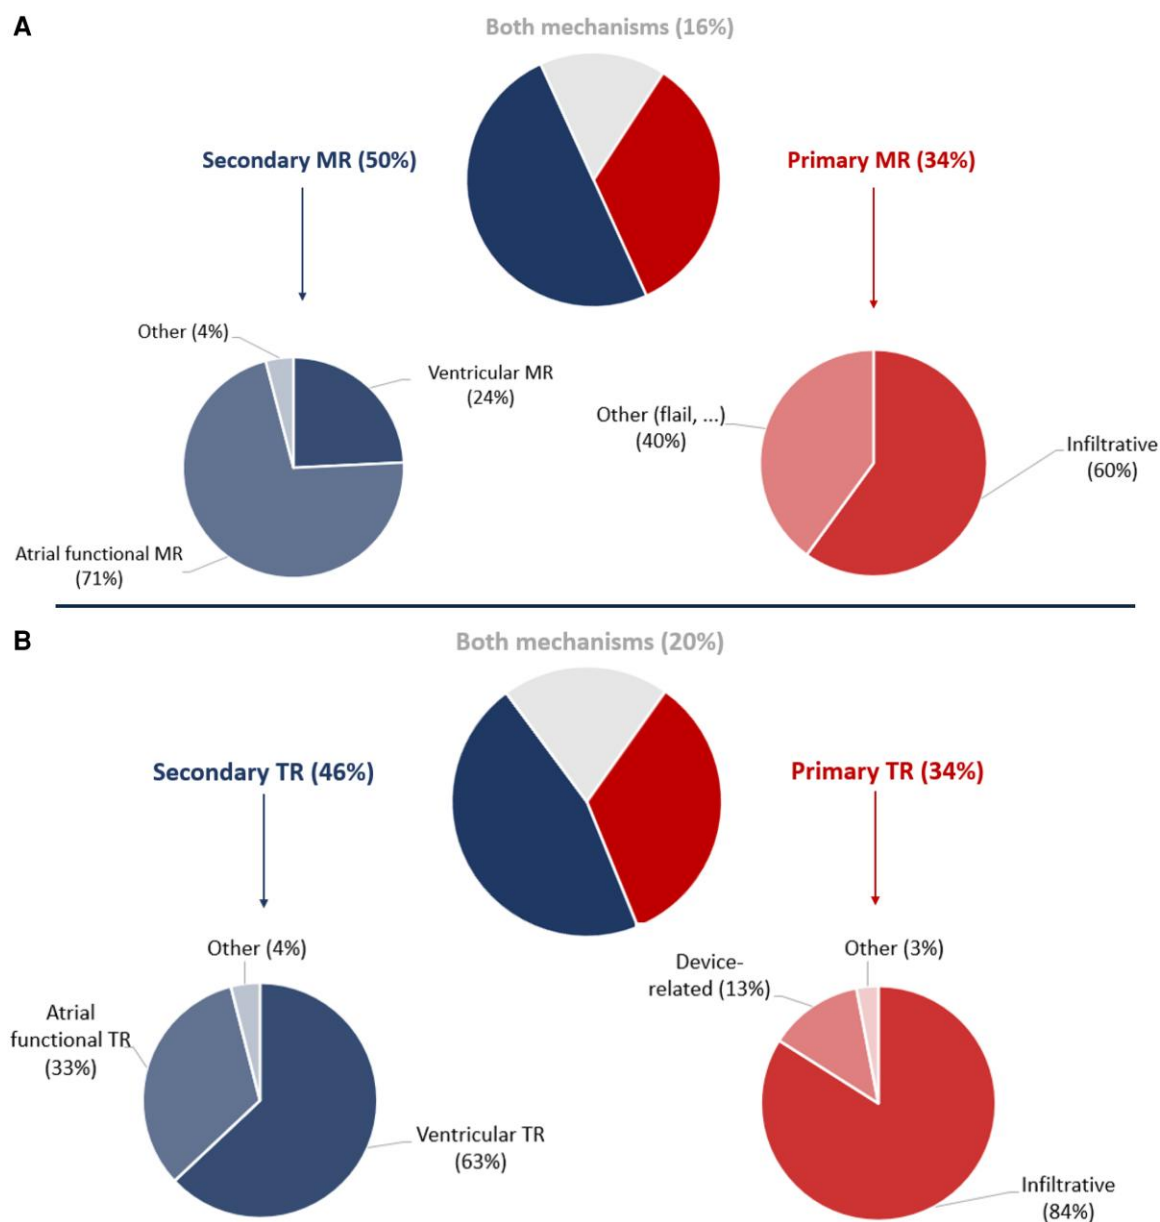 A
Both mechanisms (16%)
Secondary MR (50%)
Primary MR (34%)
Other (4%)
Ventricular MR
(24%)
Atrial functional MR
(71%)
Other (flail, ...)
(40%)
Infiltrative
(60%)
B
Both mechanisms (20%)
Secondary TR (46%)
Primary TR (34%)
Other (4%)
Atrial
functional TR
(33%)
Ventricular TR
(63%)
Device-
related (13%)
Other (3%)
Infiltrative
(84%)